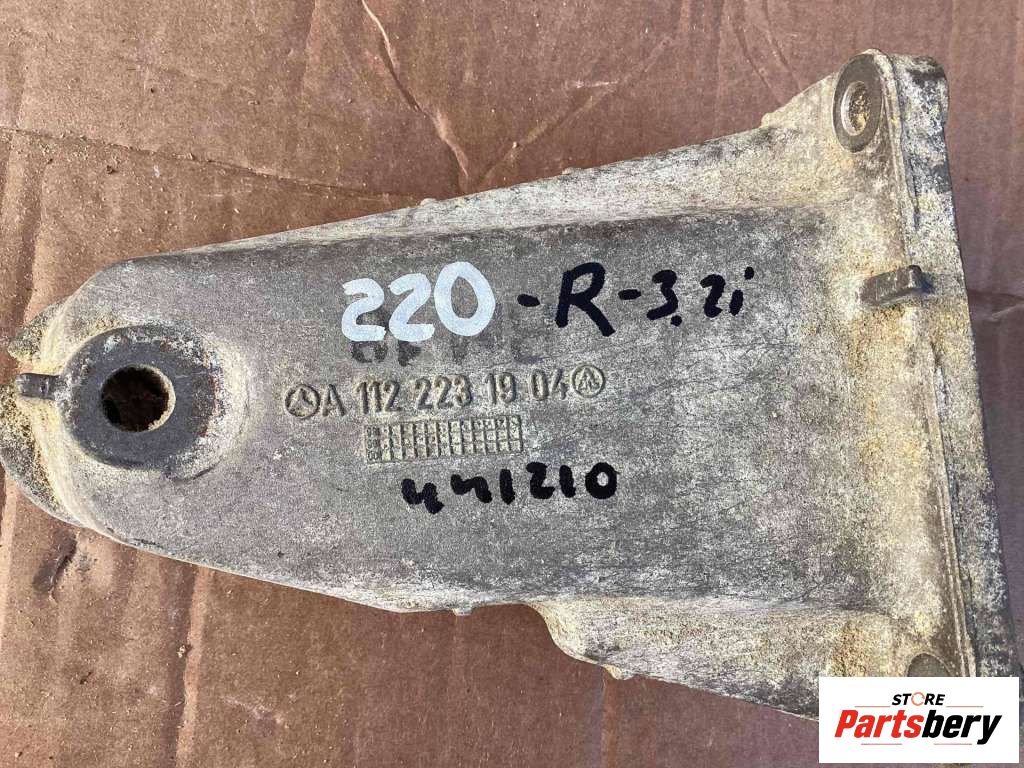 220 -R-3.2i
A 112 223 19 04
441210
STORE
Partsbery